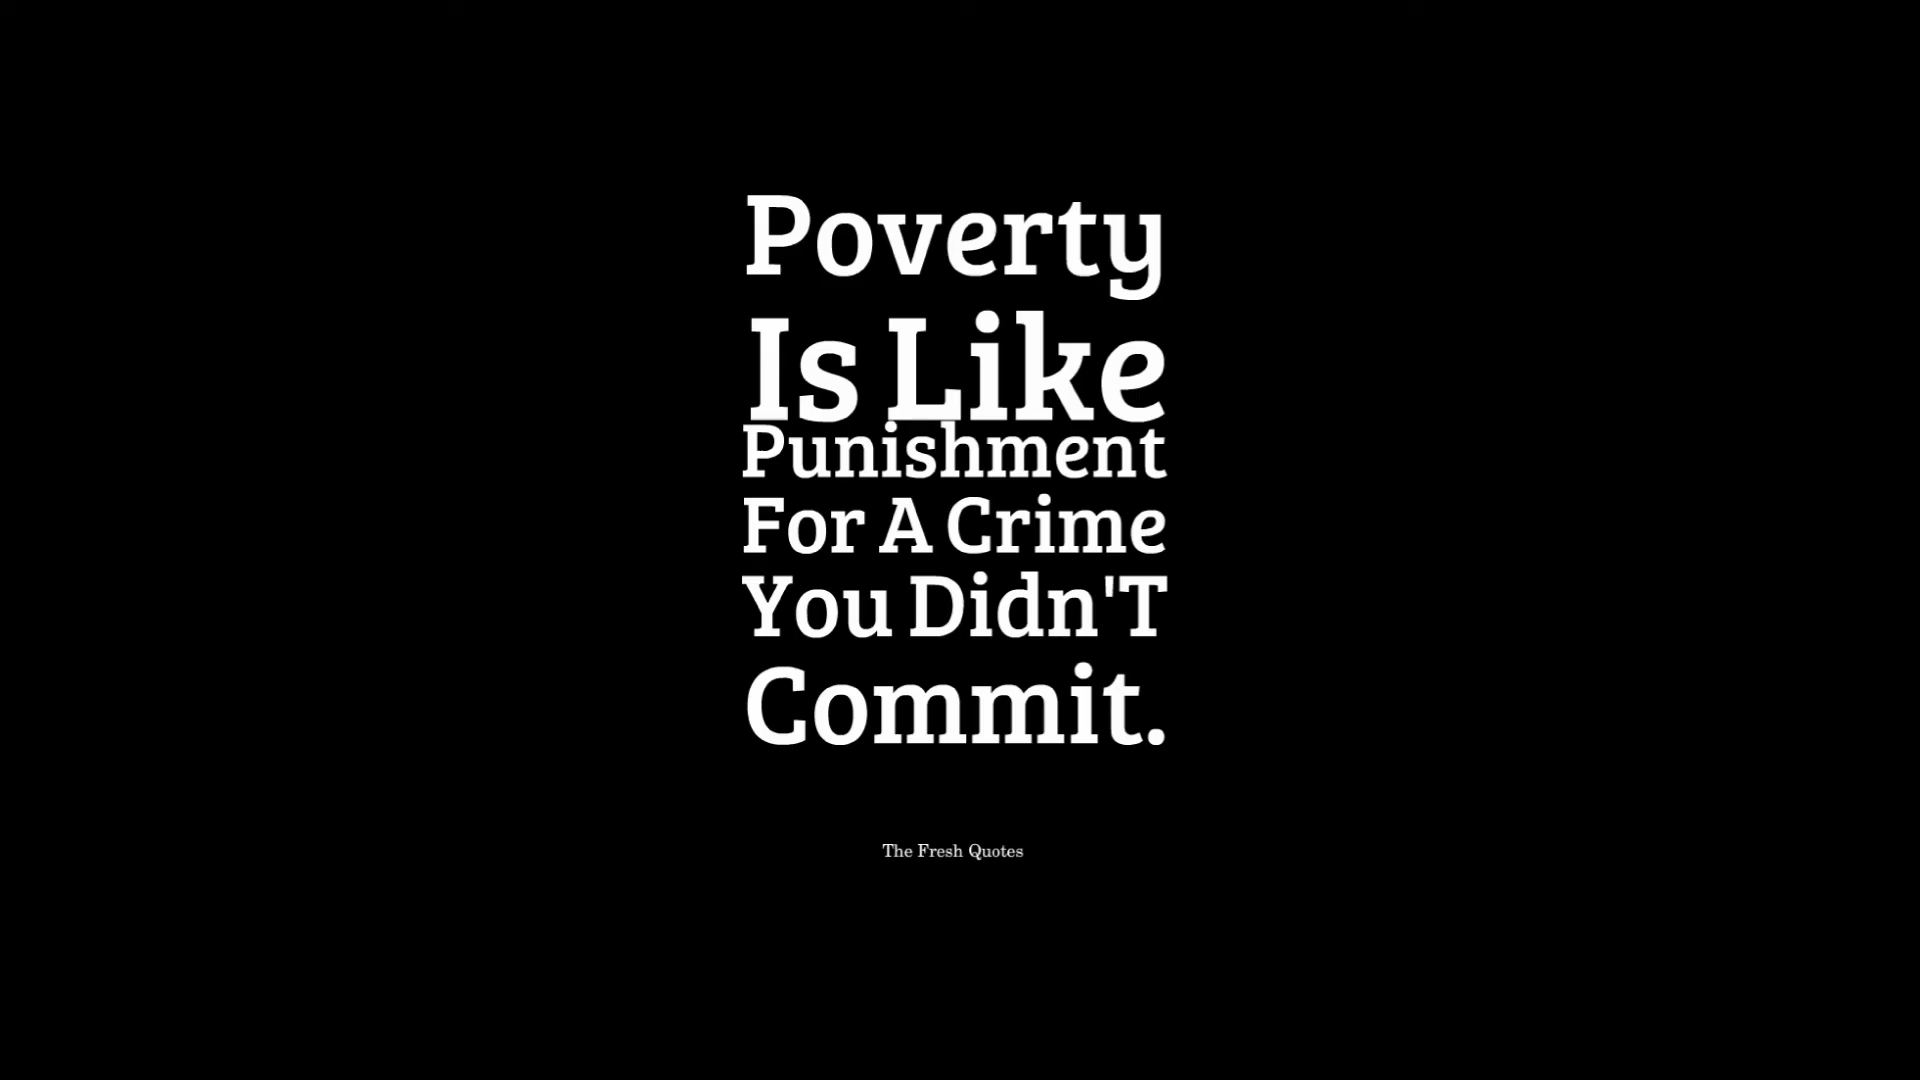 Poverty
Is Like
Punishment
For A Crime
You Didn'T
Commit.
The Fresh Quotes